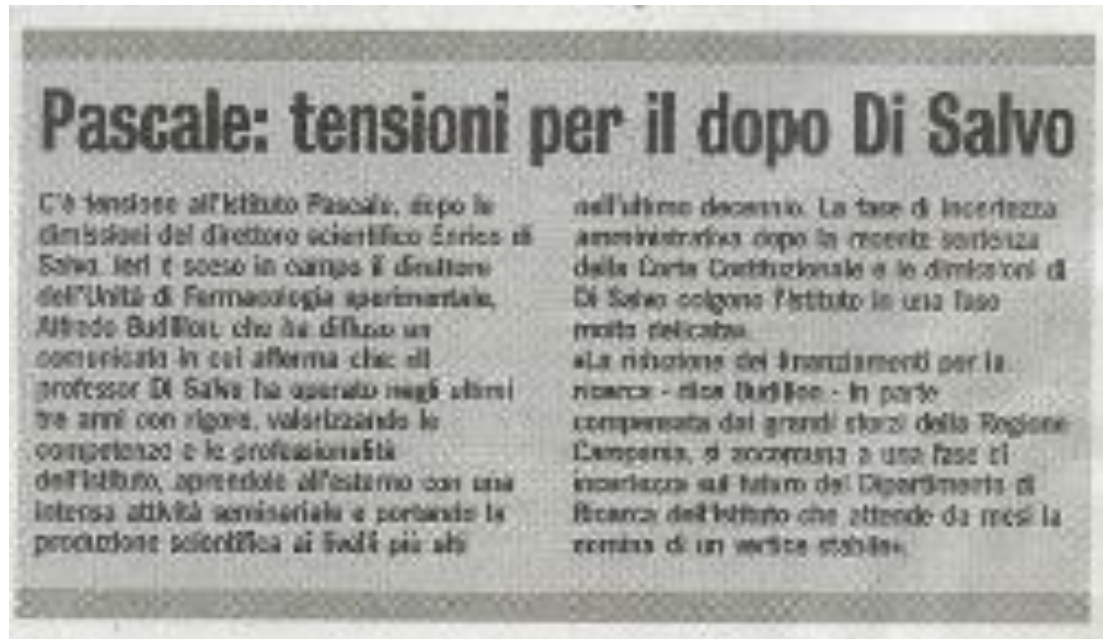 Pascale: tensioni per il dopo Di Salvo
C'è tensione all'Istituto Pascale, dopo le
dimissioni del direttore scientifico Enrico di
Salvo. Ieri è sceso in campo il direttore
dell'Unità di Farmacologia sperimentale,
Alfredo Budillon, che ha diffuso un
comunicato in cui afferma che: «Il
professor Di Salvo ha operato negli ultimi
tre anni con rigore, valorizzando le
competenze e le professionalità
dell'Istituto, aprendole all'esterno con una
intensa attività seminariale e portando la
produzione scientifica ai livelli più alti
nell'ultimo decennio. La fase di incertezza
amministrativa dopo la recente sentenza
della Corte Costituzionale e le dimissioni di
Di Salvo colgono l'Istituto in una fase
molto delicata».
«La riduzione dei finanziamenti per la
ricerca - dice Budillon - in parte
compensata dai grandi sforzi della Regione
Campania, si accomuna a una fase di
incertezza sul futuro del Dipartimento di
Ricerca dell'Istituto che attende da mesi la
nomina di un vertice stabile».